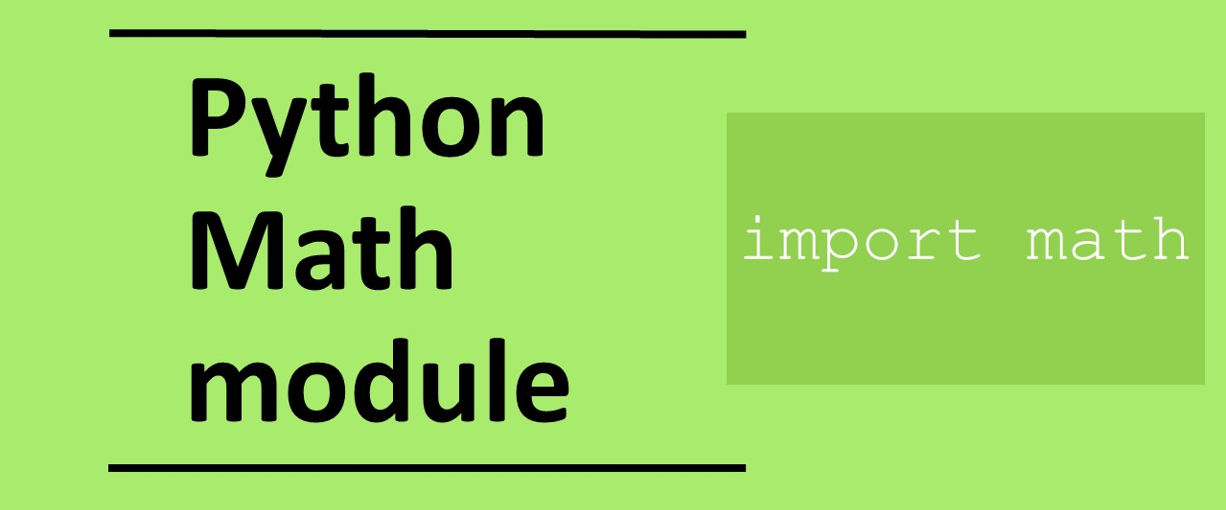 Python
Math
module
import math